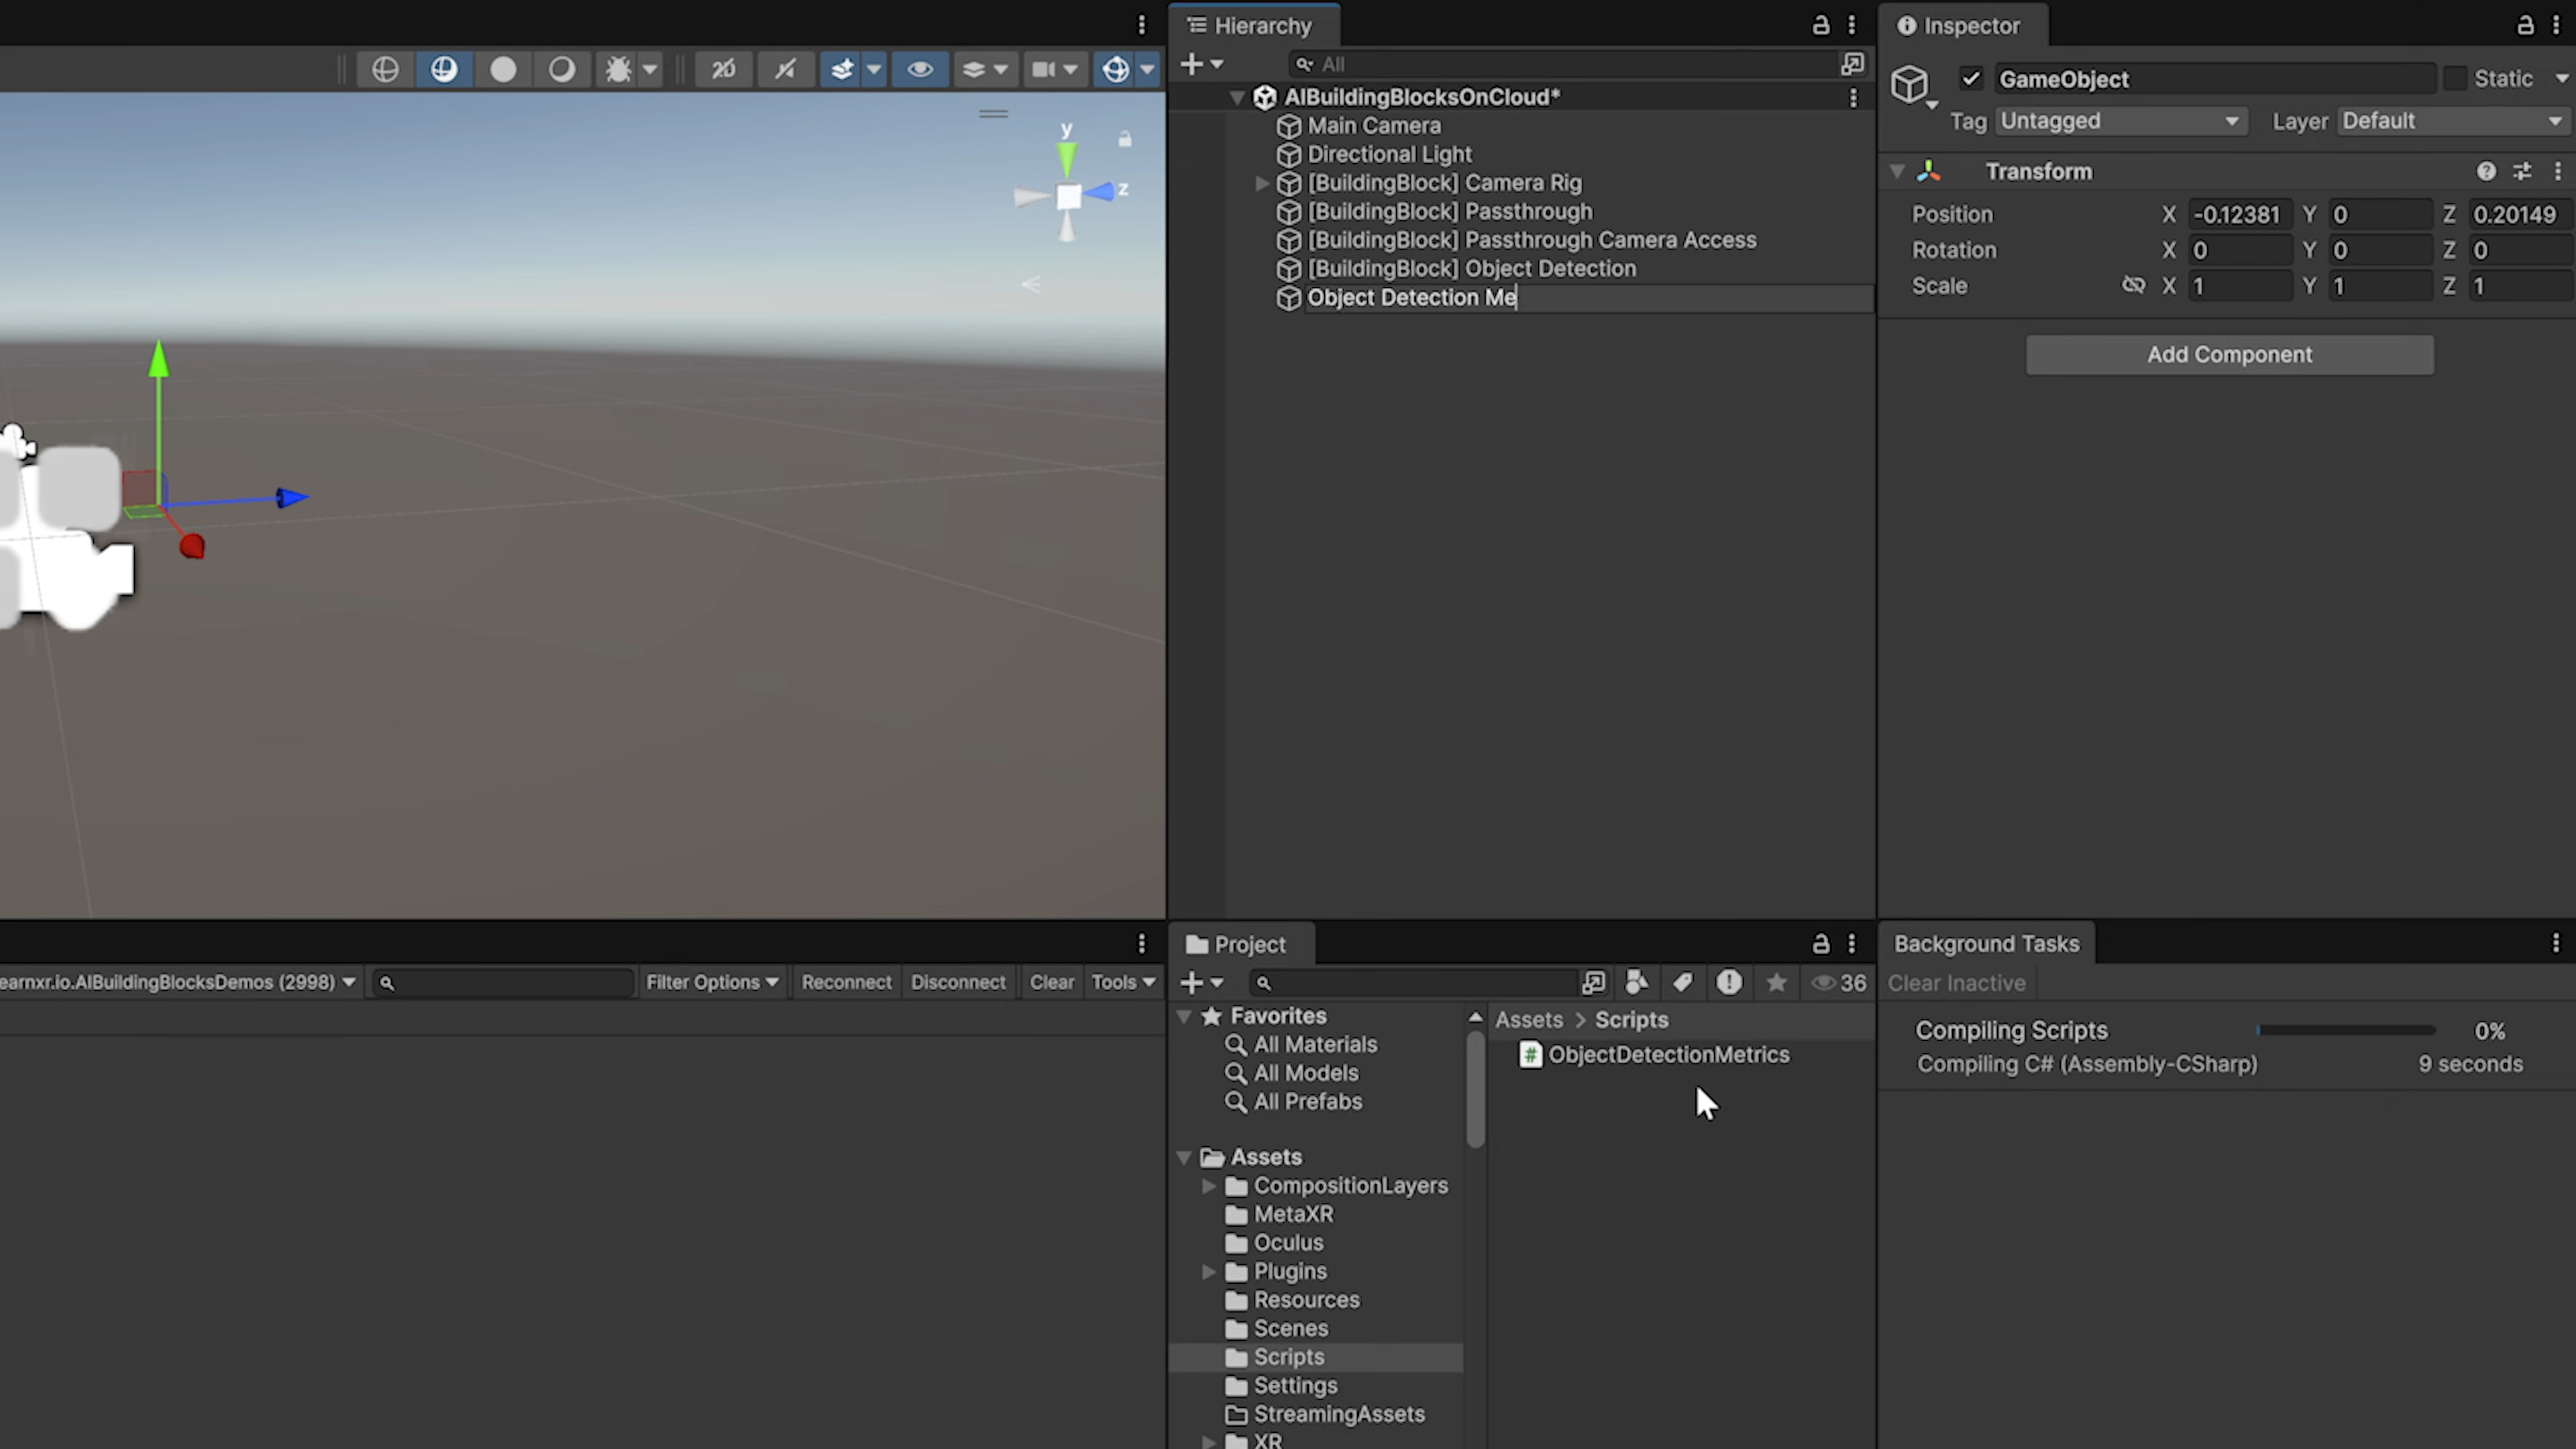 Hierarchy
All
AIBuildingBlocksOnCloud*
Main Camera
Directional Light
[BuildingBlock] Camera Rig
[BuildingBlock] Passthrough
[BuildingBlock] Passthrough Camera Access
[BuildingBlock] Object Detection
Object Detection Me
Inspector
GameObject
Static
Tag Untagged Layer Default
Transform
Position X -0.12381 Y 0 Z 0.20149
Rotation X 0 Y 0 Z 0
Scale X 1 Y 1 Z 1
Add Component
2D
y
z
earnxr.io.AIBuildingBlocksDemos (2998)
Filter Options
Reconnect
Disconnect
Clear
Tools
Project
36
Favorites
All Materials
All Models
All Prefabs
Assets
CompositionLayers
MetaXR
Oculus
Plugins
Resources
Scenes
Scripts
Settings
StreamingAssets
XR
Assets > Scripts
ObjectDetectionMetrics
Background Tasks
Clear Inactive
Compiling Scripts 0%
Compiling C# (Assembly-CSharp) 9 seconds